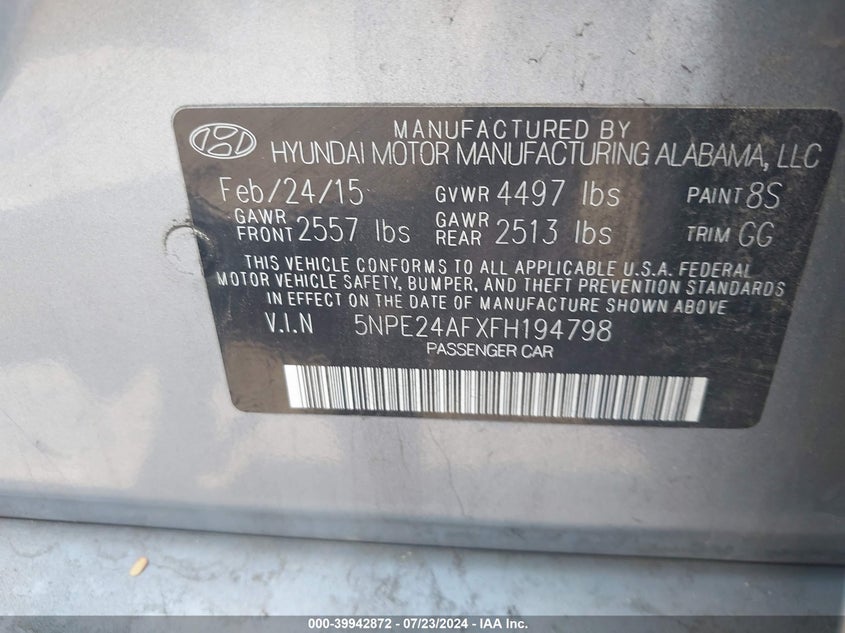 MANUFACTURED BY
HYUNDAI MOTOR MANUFACTURING ALABAMA, LLC
Feb/24/15 GVWR 4497 lbs PAINT 8S
GAWR FRONT 2557 lbs GAWR REAR 2513 lbs TRIM GG
THIS VEHICLE CONFORMS TO ALL APPLICABLE U.S.A. FEDERAL
MOTOR VEHICLE SAFETY, BUMPER, AND THEFT PREVENTION STANDARDS
IN EFFECT ON THE DATE OF MANUFACTURE SHOWN ABOVE
V.I.N 5NPE24AFXFH194798
PASSENGER CAR
000-39942872 - 07/23/2024 - IAA Inc.